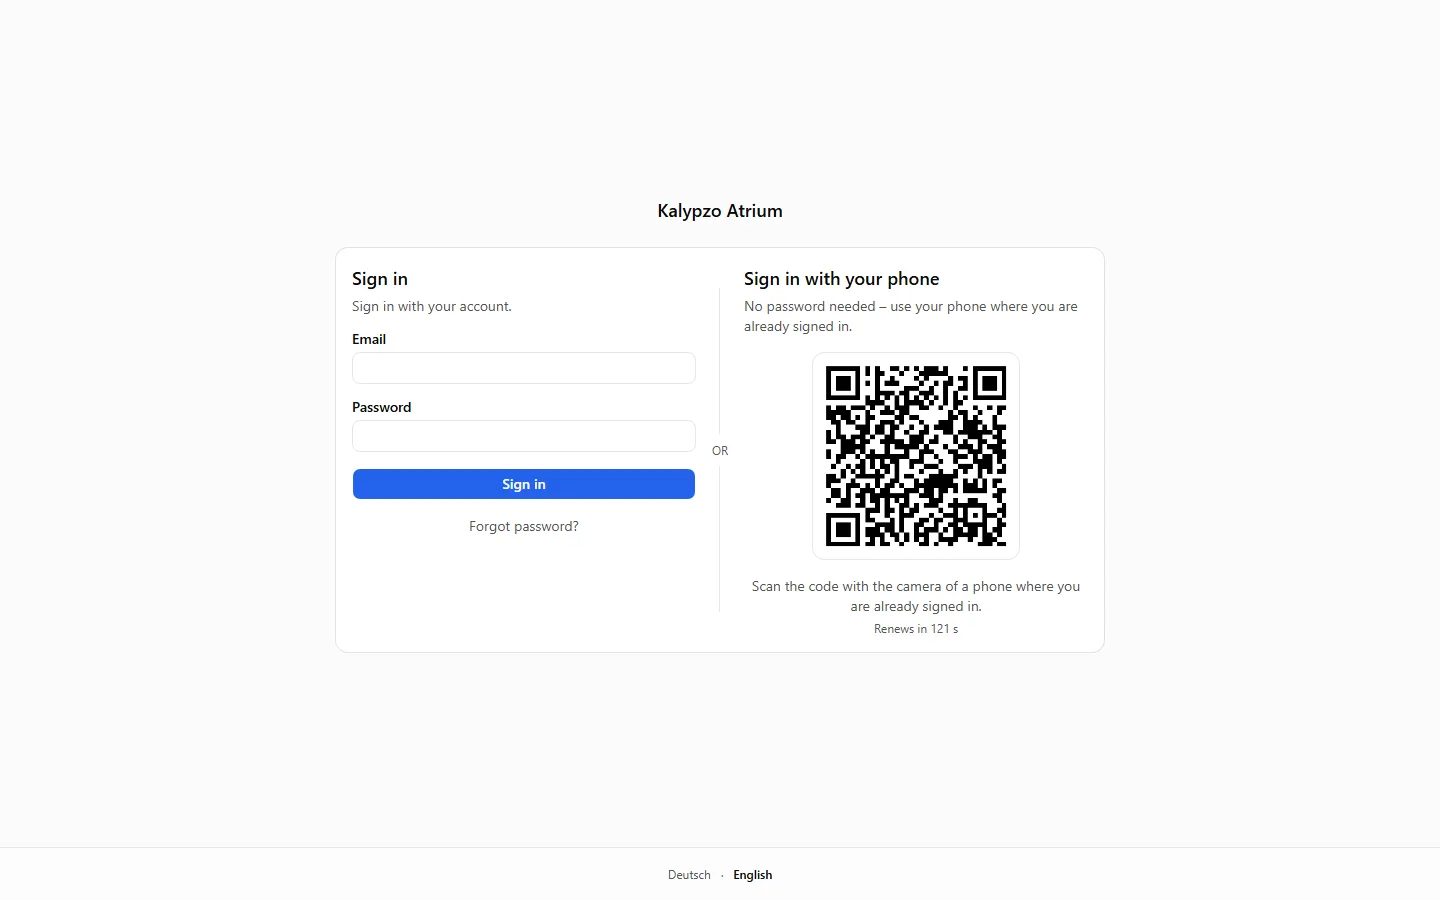 Kalypzo Atrium
Sign in
Sign in with your account.
Email
Password
Sign in
Forgot password?
OR
Sign in with your phone
No password needed – use your phone where you are
already signed in.
Scan the code with the camera of a phone where you
are already signed in.
Renews in 121 s
Deutsch · English